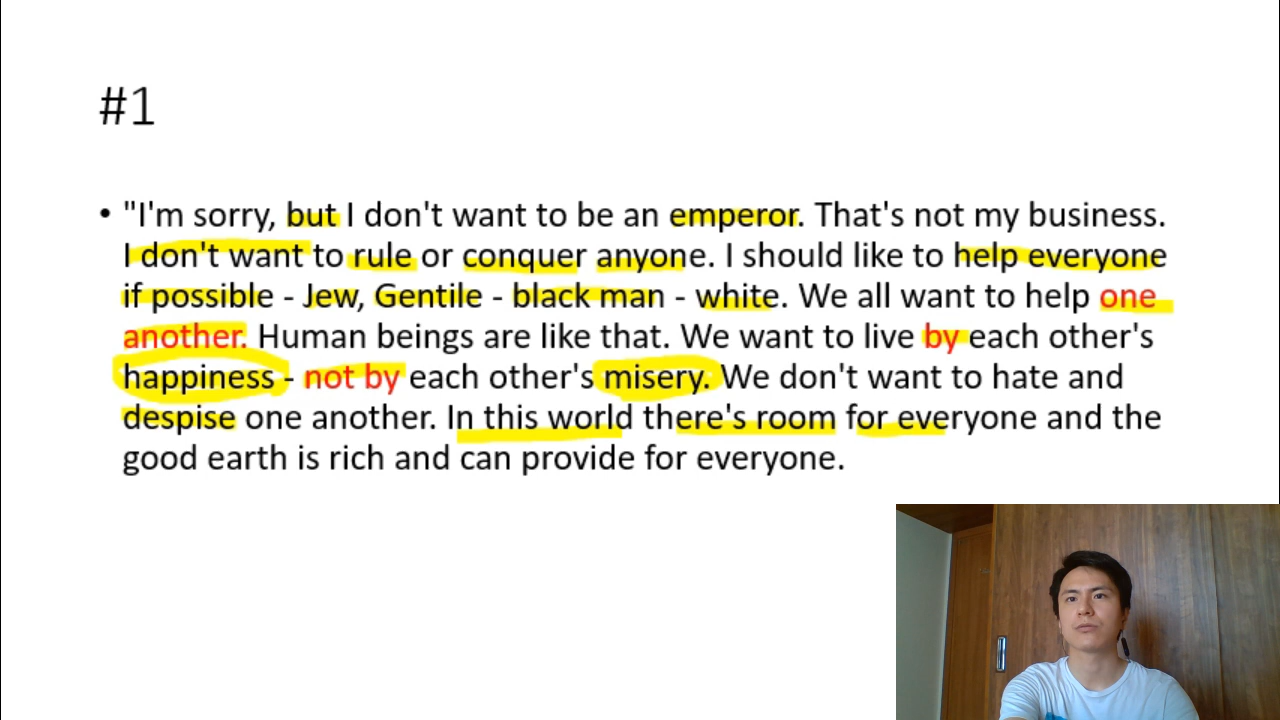 #1
• "I'm sorry, but I don't want to be an emperor. That's not my business.
I don't want to rule or conquer anyone. I should like to help everyone
if possible - Jew, Gentile - black man - white. We all want to help one
another. Human beings are like that. We want to live by each other's
happiness - not by each other's misery. We don't want to hate and
despise one another. In this world there's room for everyone and the
good earth is rich and can provide for everyone.